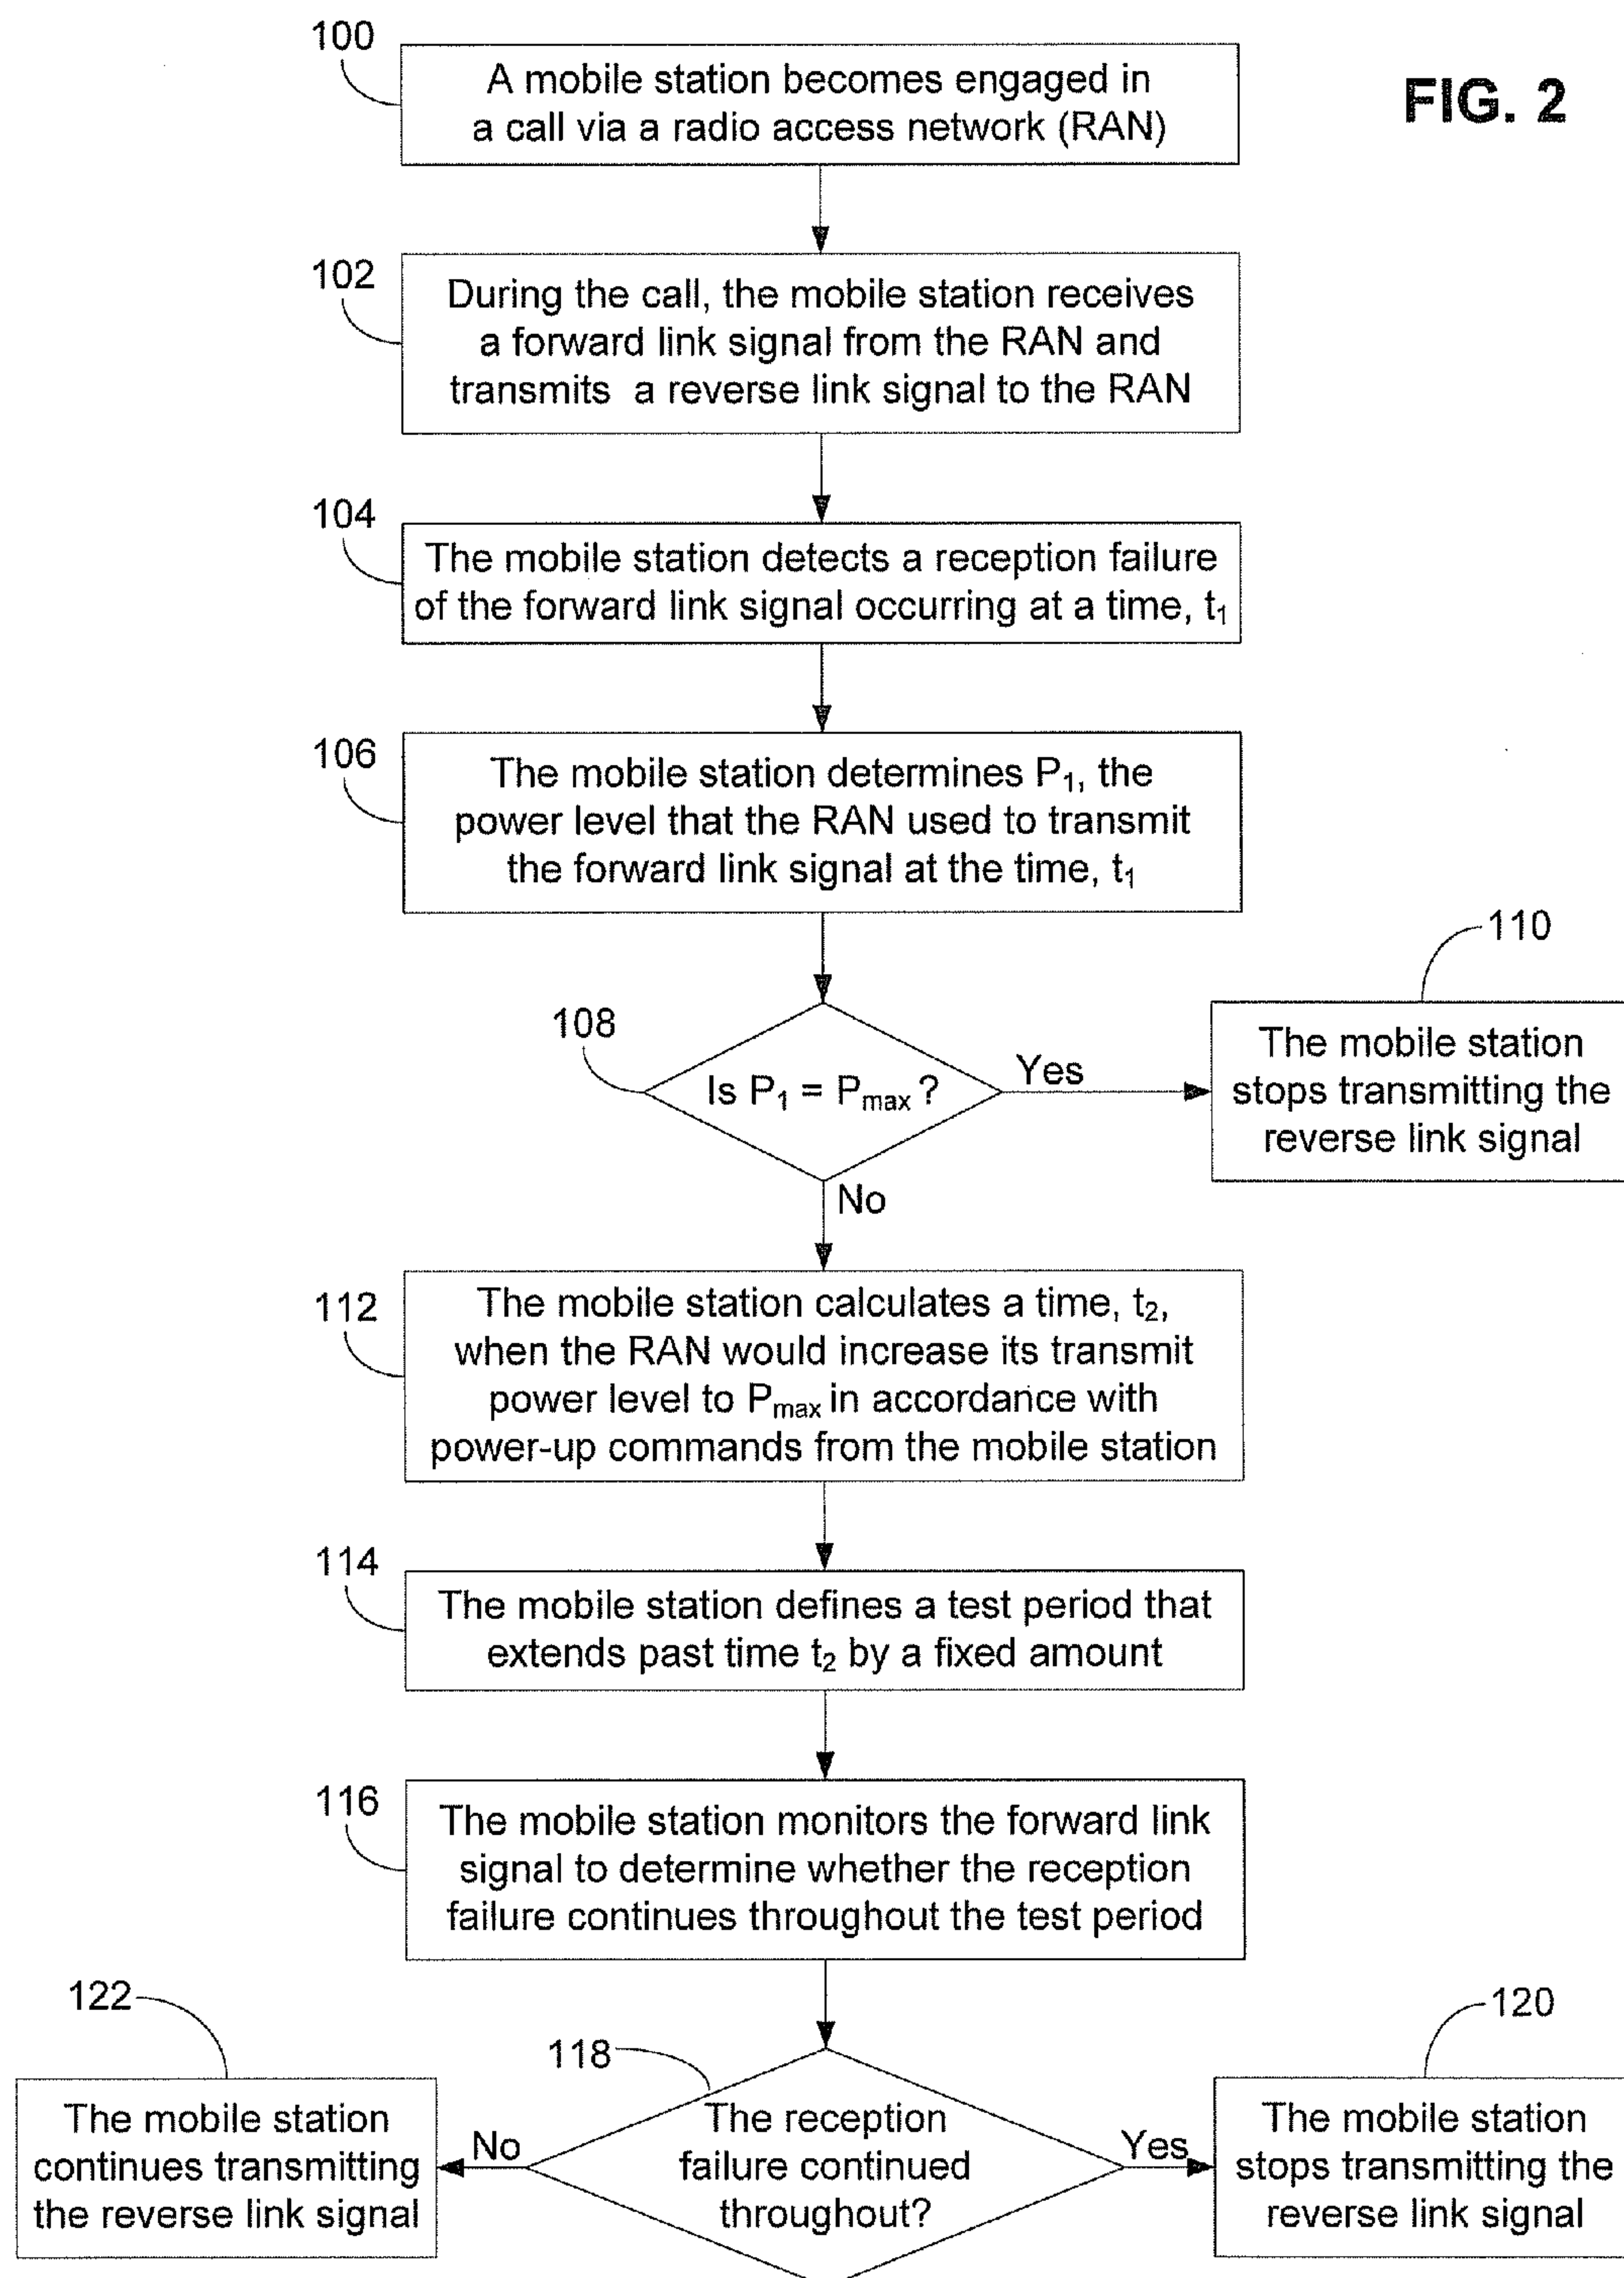 100
A mobile station becomes engaged in
a call via a radio access network (RAN)
FIG. 2
102
During the call, the mobile station receives
a forward link signal from the RAN and
transmits a reverse link signal to the RAN
104
The mobile station detects a reception failure
of the forward link signal occurring at a time, t₁
106
The mobile station determines P₁, the
power level that the RAN used to transmit
the forward link signal at the time, t₁
108
Is P₁ = Pmax ?
Yes
110
The mobile station
stops transmitting the
reverse link signal
No
112
The mobile station calculates a time, t₂,
when the RAN would increase its transmit
power level to Pmax in accordance with
power-up commands from the mobile station
114
The mobile station defines a test period that
extends past time t₂ by a fixed amount
116
The mobile station monitors the forward link
signal to determine whether the reception
failure continues throughout the test period
118
The reception
failure continued
throughout?
No
122
The mobile station
continues transmitting
the reverse link signal
Yes
120
The mobile station
stops transmitting the
reverse link signal